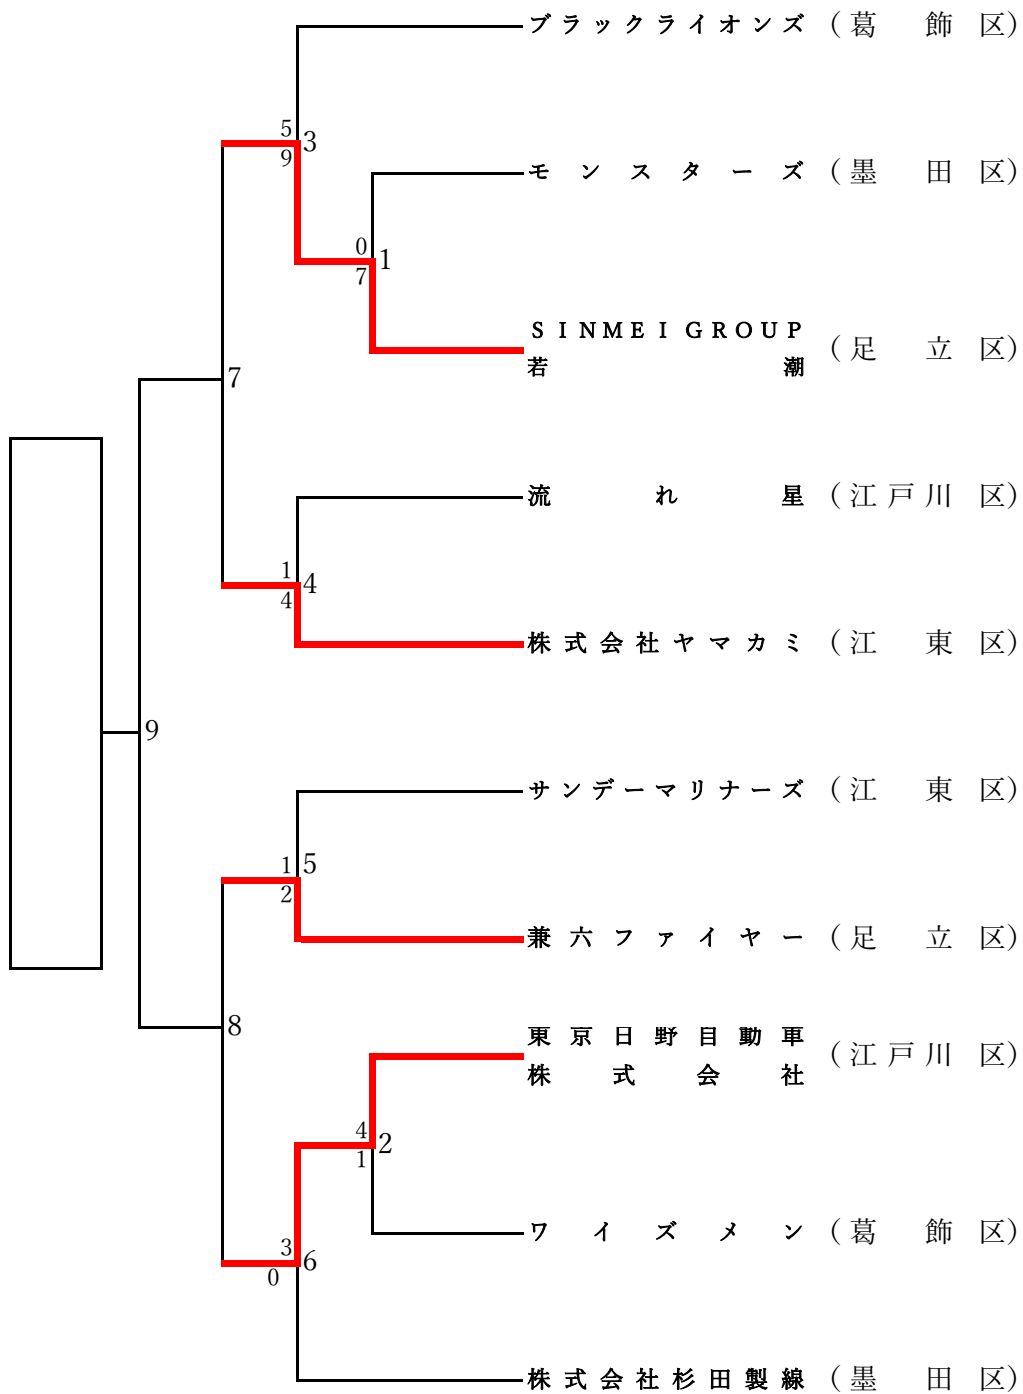 ブラックライオンズ (葛飾区)
5
3
9
モンスターズ (墨田区)
0
1
7
SINMEI GROUP
若潮 (足立区)
7
流れ星 (江戸川区)
1
4
4
株式会社ヤマカミ (江東区)
9
サンデーマリナーズ (江東区)
1
5
2
兼六ファイヤー (足立区)
8
東京日野自動車
株式会社 (江戸川区)
4
2
1
ワイズメン (葛飾区)
3
6
0
株式会社杉田製線 (墨田区)